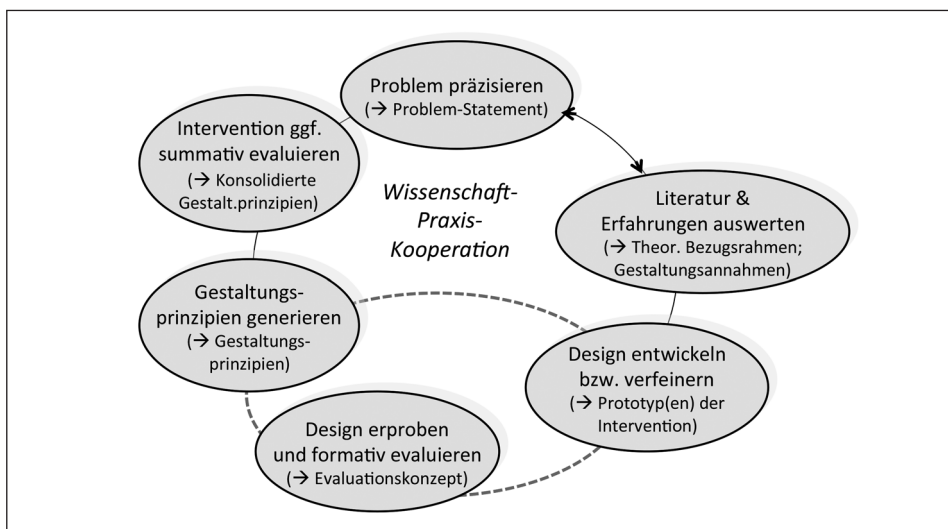 Problem präzisieren
(→ Problem-Statement)
Literatur &
Erfahrungen auswerten
(→ Theor. Bezugsrahmen;
Gestaltungsannahmen)
Design entwickeln
bzw. verfeinern
(→ Prototyp(en) der
Intervention)
Design erproben
und formativ evaluieren
(→ Evaluationskonzept)
Gestaltungs-
prinzipien generieren
(→ Gestaltungs-
prinzipien)
Intervention ggf.
summativ evaluieren
(→ Konsolidierte
Gestalt.prinzipien)
Wissenschaft-
Praxis-
Kooperation